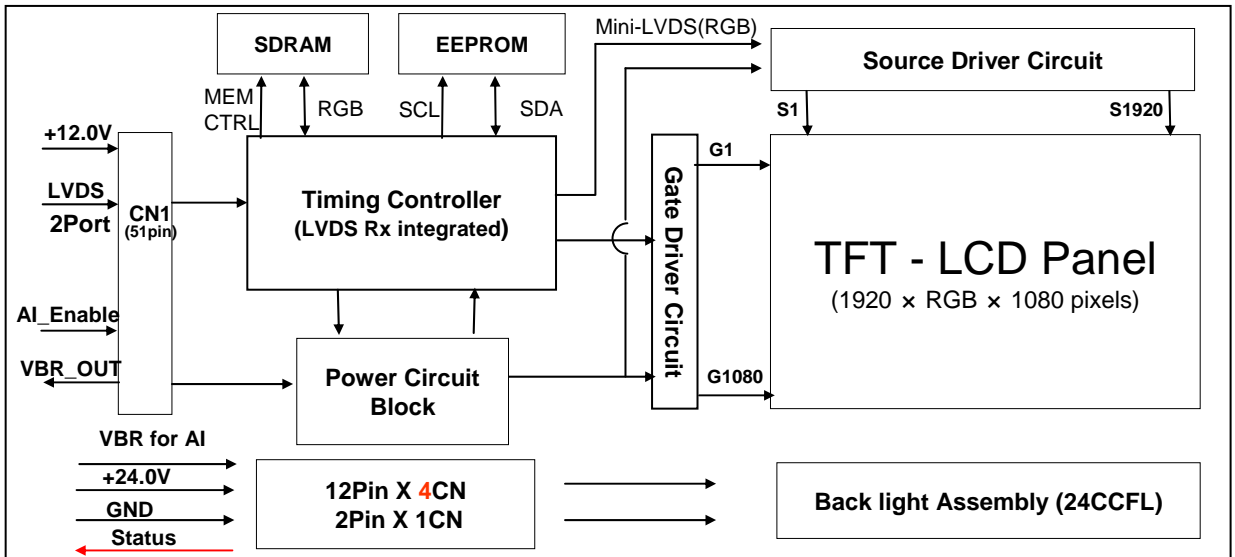 SDRAM
EEPROM
Mini-LVDS(RGB)
Source Driver Circuit
MEM
CTRL
RGB
SCL
SDA
S1
S1920
+12.0V
LVDS
2Port
CN1
(51pin)
Timing Controller
(LVDS Rx integrated)
Gate Driver Circuit
G1
TFT - LCD Panel
(1920 × RGB × 1080 pixels)
AI_Enable
VBR_OUT
Power Circuit
Block
G1080
VBR for AI
+24.0V
GND
Status
12Pin X 4CN
2Pin X 1CN
Back light Assembly (24CCFL)